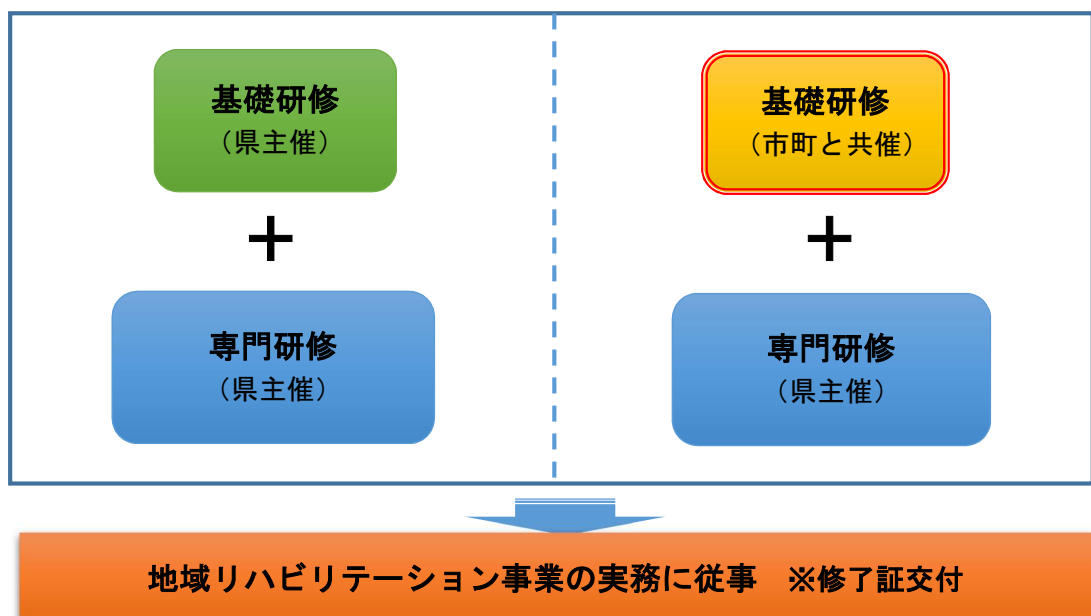 基礎研修
（県主催）
＋
専門研修
（県主催）
基礎研修
（市町と共催）
＋
専門研修
（県主催）
地域リハビリテーション事業の実務に従事　※修了証交付